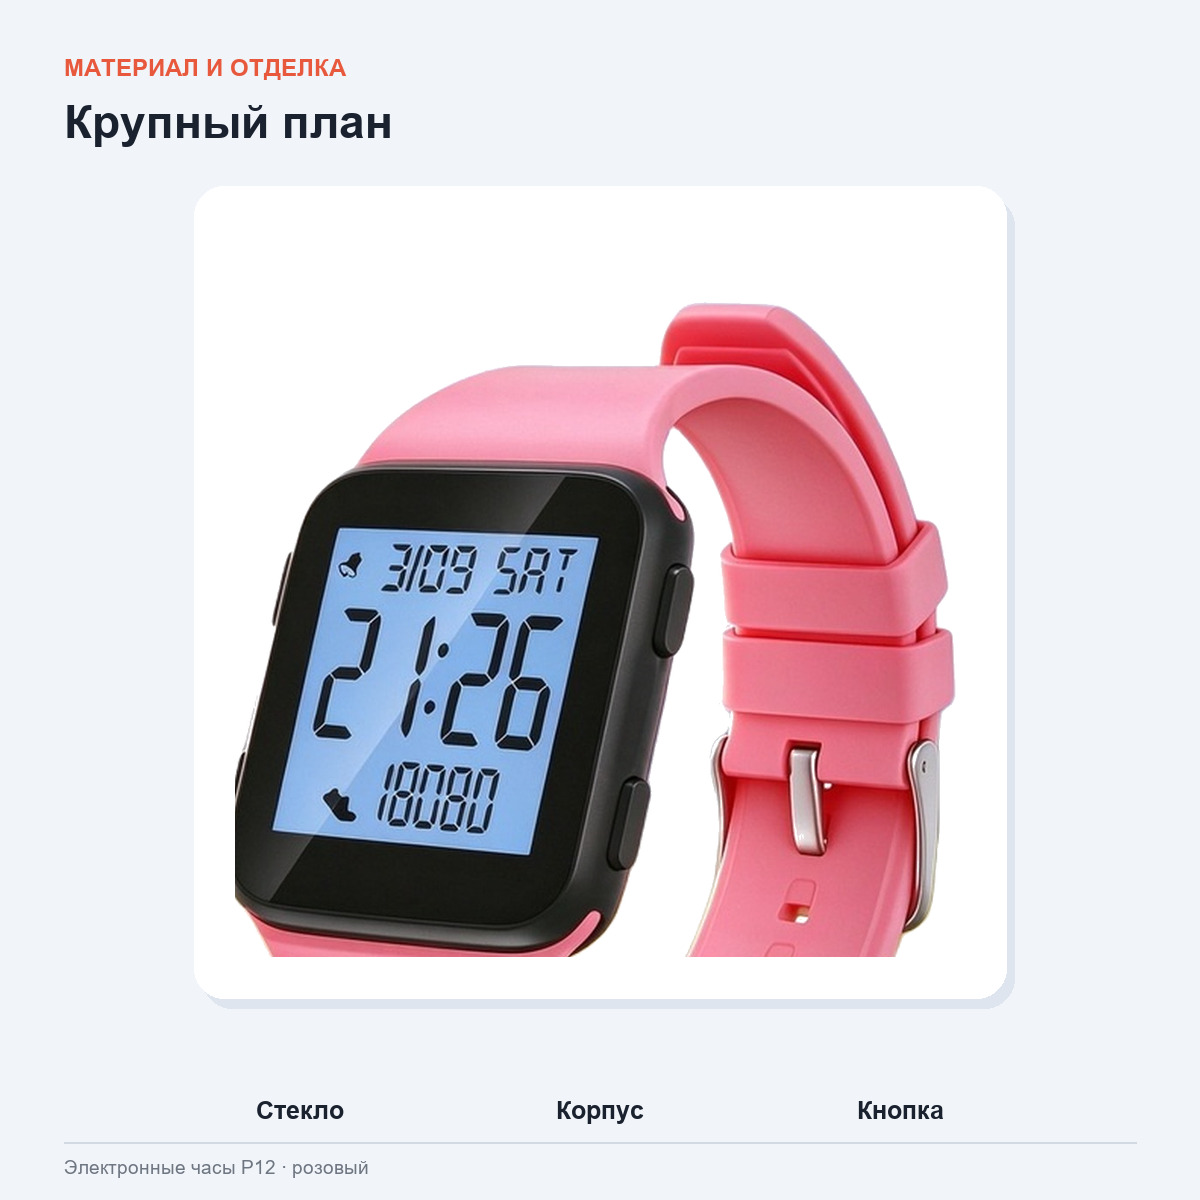 МАТЕРИАЛ И ОТДЕЛКА
Крупный план
3/09 SAT
21:26
18080
Стекло Корпус Кнопка
Электронные часы P12 · розовый